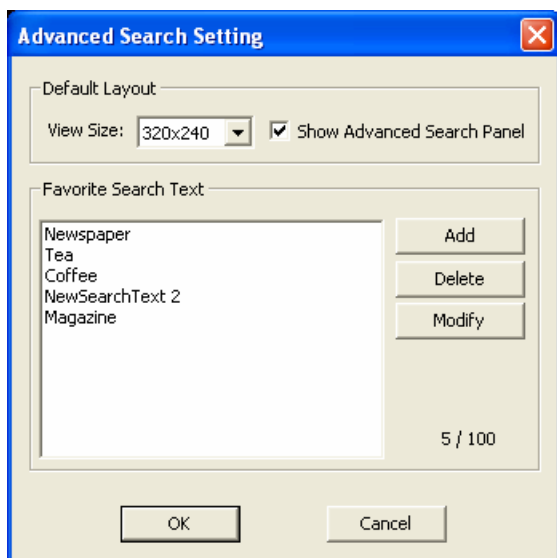 Advanced Search Setting
Default Layout
View Size: 320x240 Show Advanced Search Panel
Favorite Search Text
Newspaper
Tea
Coffee
NewSearchText 2
Magazine
Add
Delete
Modify
5 / 100
OK Cancel